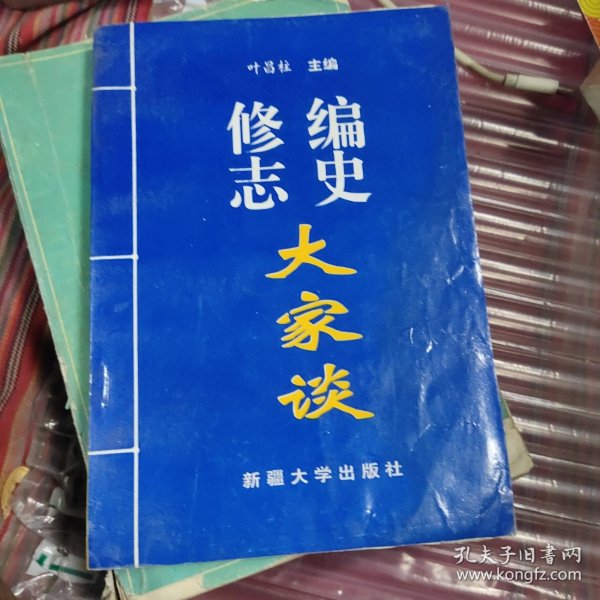 叶昌柱 主编
编史
修志
大家谈
新疆大学出版社
孔夫子旧书网
www.kongfz.com